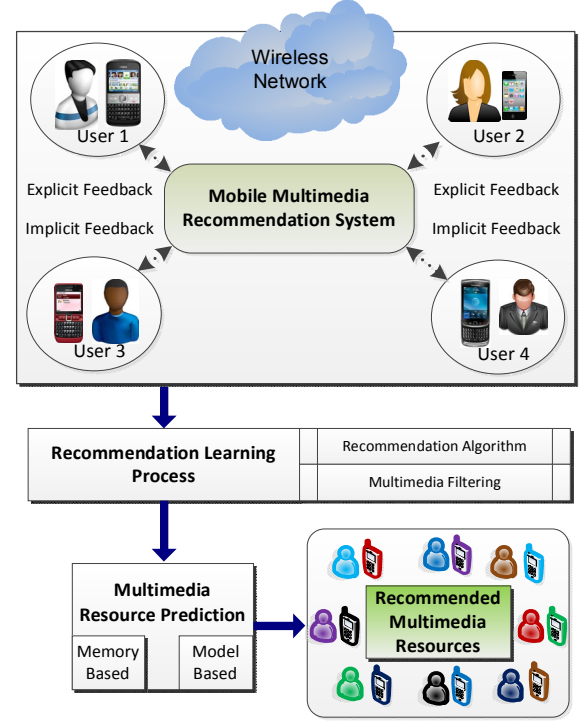 Wireless
Network
User 1
User 2
Explicit Feedback
Implicit Feedback
Mobile Multimedia
Recommendation System
Explicit Feedback
Implicit Feedback
User 3
User 4
Recommendation Learning
Process
Recommendation Algorithm
Multimedia Filtering
Multimedia
Resource Prediction
Memory
Based
Model
Based
Recommended
Multimedia
Resources